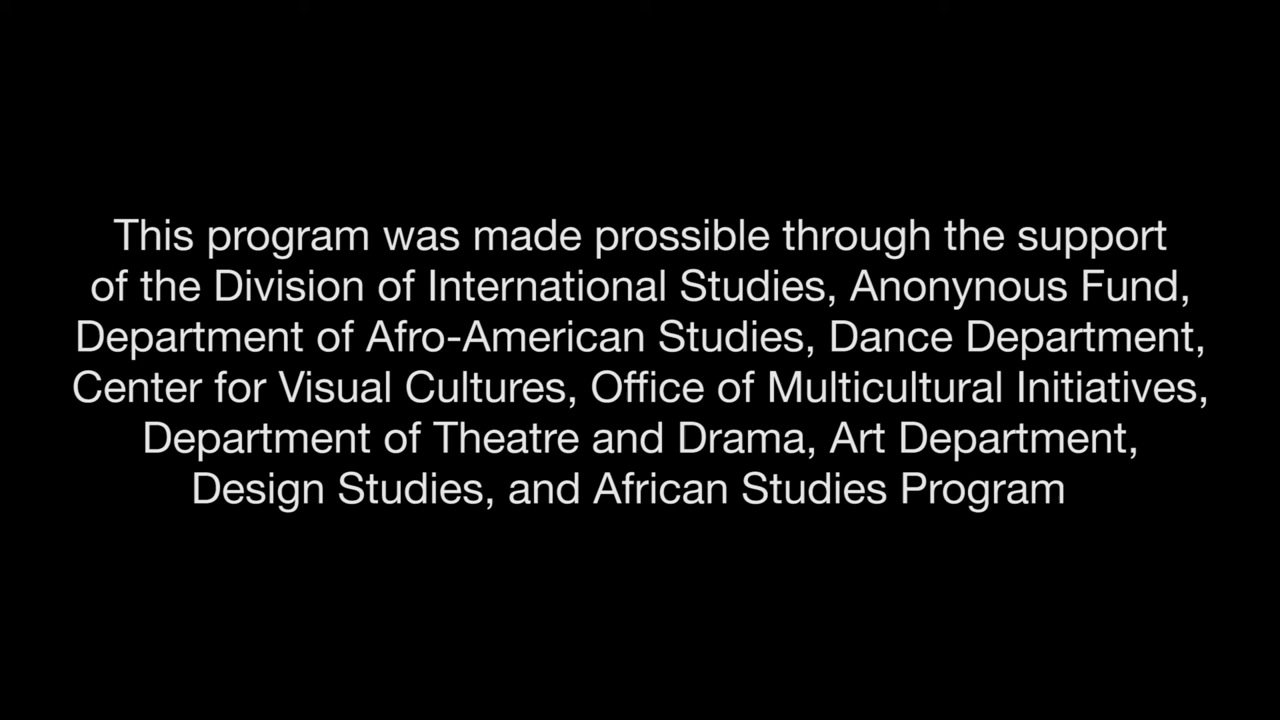 This program was made prossible through the support
of the Division of International Studies, Anonynous Fund,
Department of Afro-American Studies, Dance Department,
Center for Visual Cultures, Office of Multicultural Initiatives,
Department of Theatre and Drama, Art Department,
Design Studies, and African Studies Program